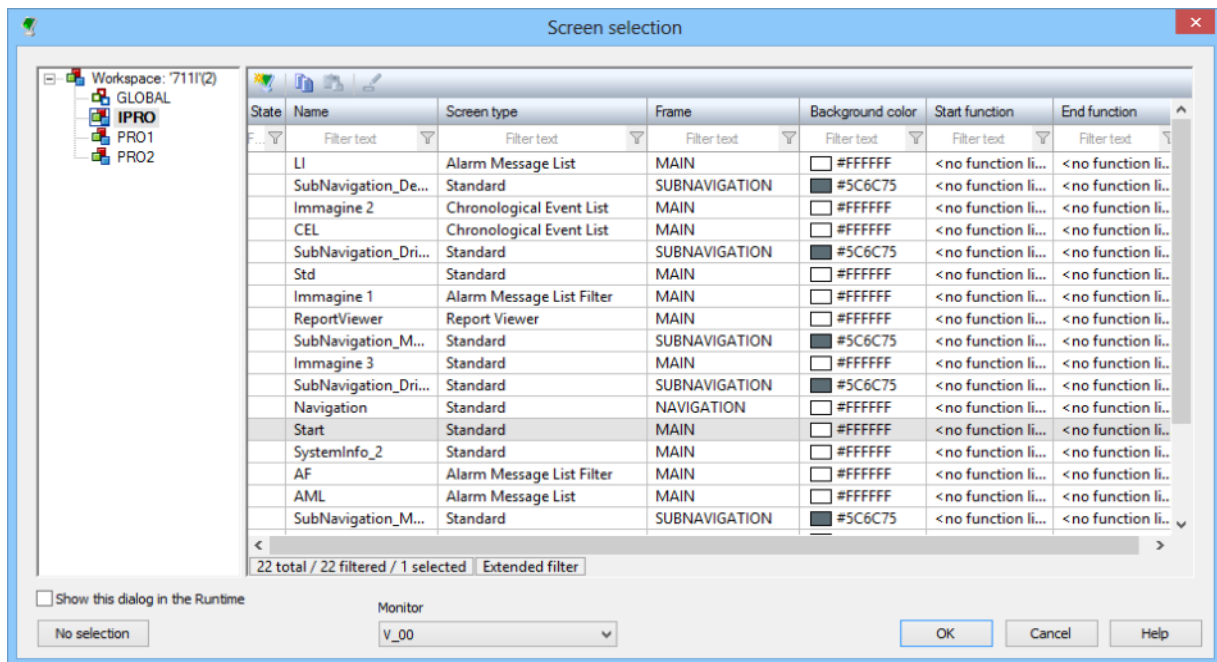 Screen selection
Workspace: '711I'(2)
GLOBAL
IPRO
PRO1
PRO2
State Name Screen type Frame Background color Start function End function
F... Filter text Filter text Filter text Filter text Filter text Filter text
LI Alarm Message List MAIN #FFFFFF <no function li... <no function li...
SubNavigation_De... Standard SUBNAVIGATION #5C6C75 <no function li... <no function li...
Immagine 2 Chronological Event List MAIN #FFFFFF <no function li... <no function li...
CEL Chronological Event List MAIN #FFFFFF <no function li... <no function li...
SubNavigation_Dri... Standard SUBNAVIGATION #5C6C75 <no function li... <no function li...
Std Standard MAIN #FFFFFF <no function li... <no function li...
Immagine 1 Alarm Message List Filter MAIN #FFFFFF <no function li... <no function li...
ReportViewer Report Viewer MAIN #FFFFFF <no function li... <no function li...
SubNavigation_M... Standard SUBNAVIGATION #5C6C75 <no function li... <no function li...
Immagine 3 Standard MAIN #FFFFFF <no function li... <no function li...
SubNavigation_Dri... Standard SUBNAVIGATION #5C6C75 <no function li... <no function li...
Navigation Standard NAVIGATION #FFFFFF <no function li... <no function li...
Start Standard MAIN #FFFFFF <no function li... <no function li...
SystemInfo_2 Standard MAIN #FFFFFF <no function li... <no function li...
AF Alarm Message List Filter MAIN #FFFFFF <no function li... <no function li...
AML Alarm Message List MAIN #FFFFFF <no function li... <no function li...
SubNavigation_M... Standard SUBNAVIGATION #5C6C75 <no function li... <no function li...
22 total / 22 filtered / 1 selected Extended filter
Show this dialog in the Runtime
Monitor
No selection V_00 OK Cancel Help